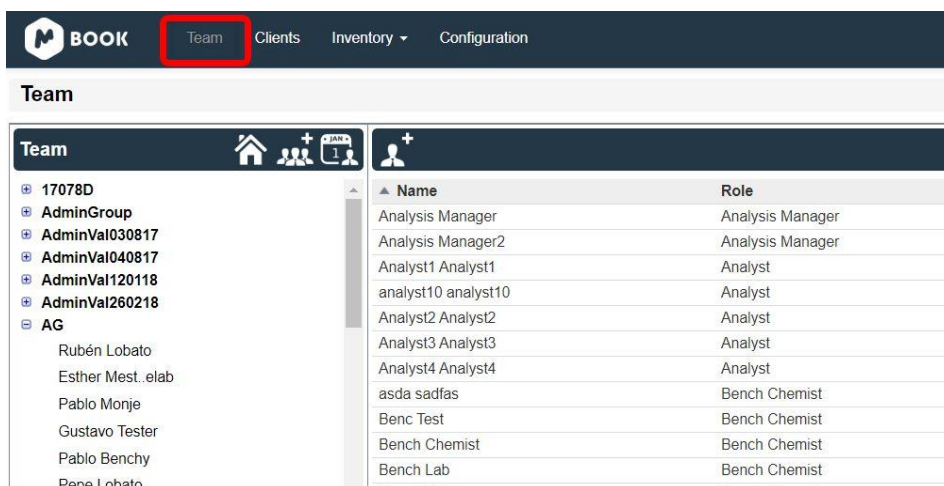 M BOOK Team Clients Inventory Configuration
Team
Team JAN 1
17078D
AdminGroup
AdminVal030817
AdminVal040817
AdminVal120118
AdminVal260218
AG
Rubén Lobato
Esther Mest..elab
Pablo Monje
Gustavo Tester
Pablo Benchy
Pepe Lobato
Name Role
Analysis Manager Analysis Manager
Analysis Manager2 Analysis Manager
Analyst1 Analyst1 Analyst
analyst10 analyst10 Analyst
Analyst2 Analyst2 Analyst
Analyst3 Analyst3 Analyst
Analyst4 Analyst4 Analyst
asda sadfas Bench Chemist
Benc Test Bench Chemist
Bench Chemist Bench Chemist
Bench Lab Bench Chemist